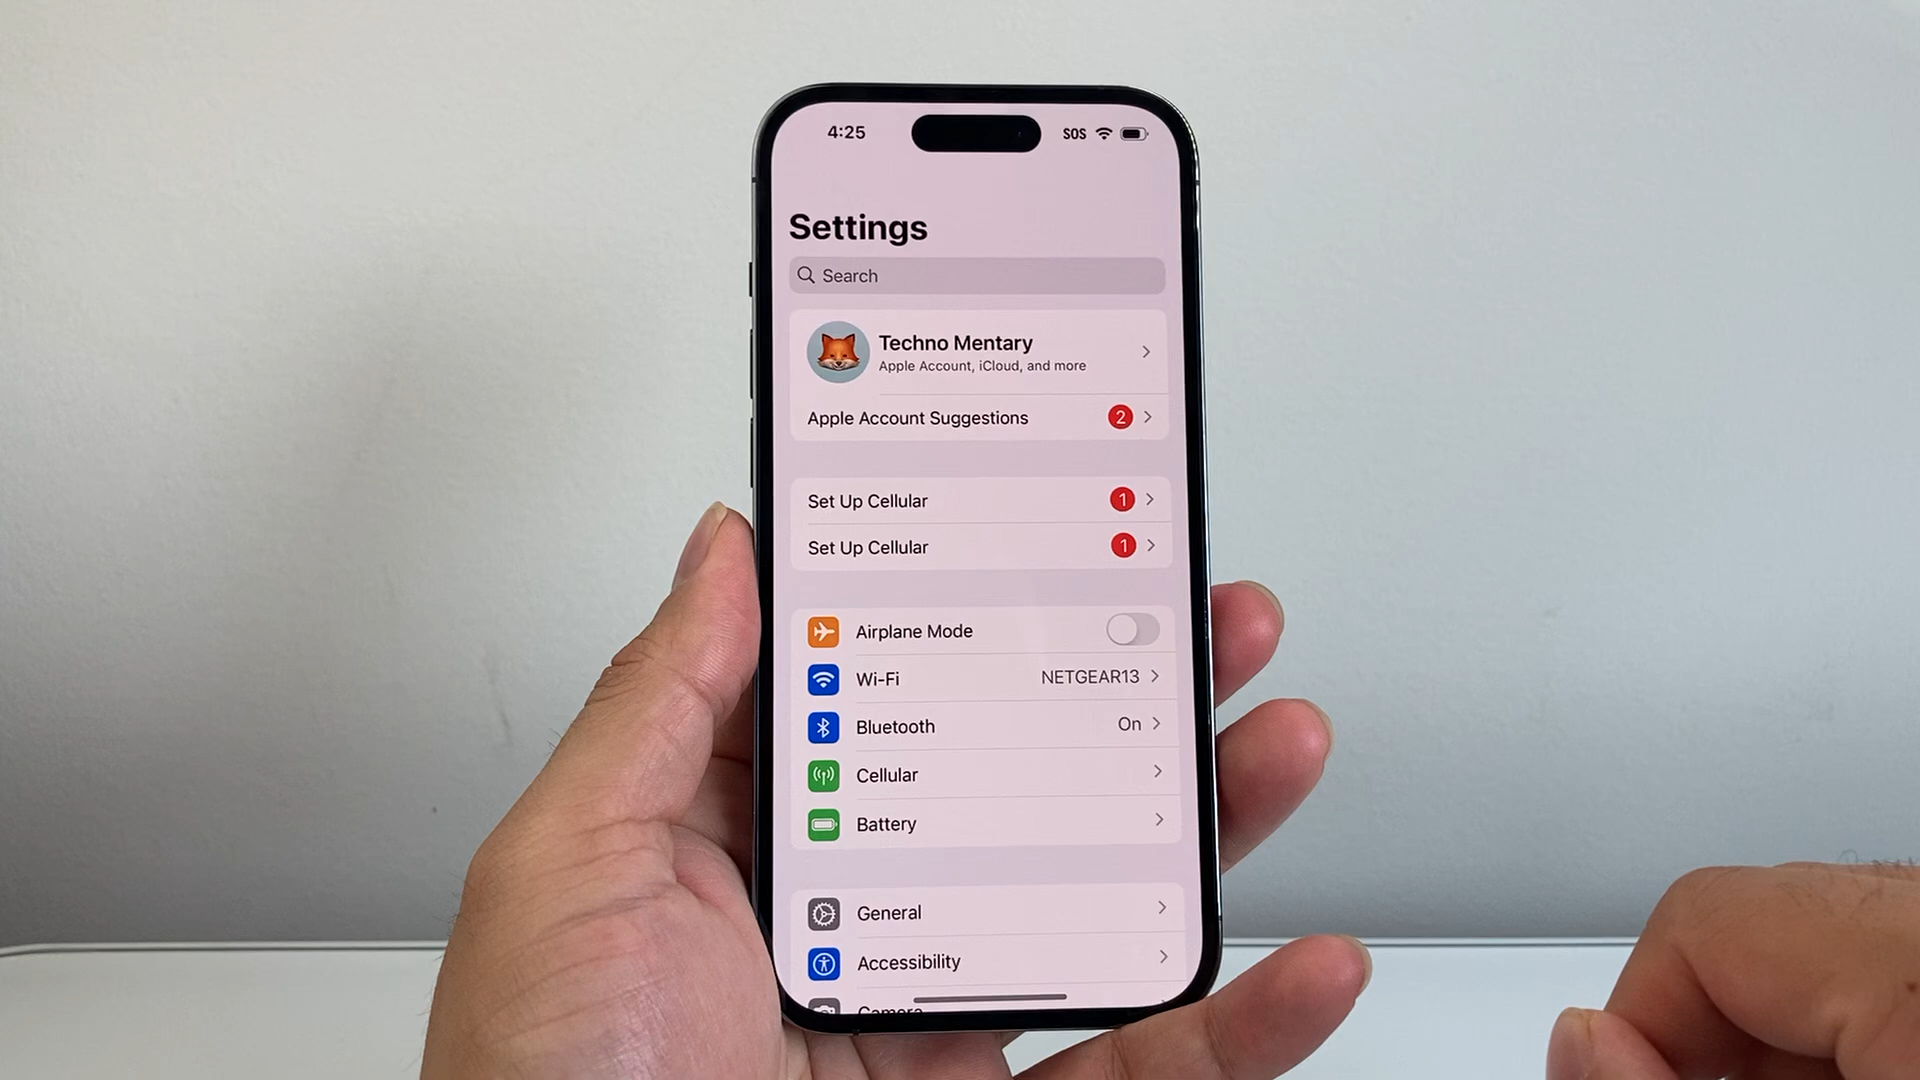 4:25 SOS
Settings
Search
Techno Mentary
Apple Account, iCloud, and more
Apple Account Suggestions 2
Set Up Cellular 1
Set Up Cellular 1
Airplane Mode
Wi-Fi NETGEAR13
Bluetooth On
Cellular
Battery
General
Accessibility
Camera